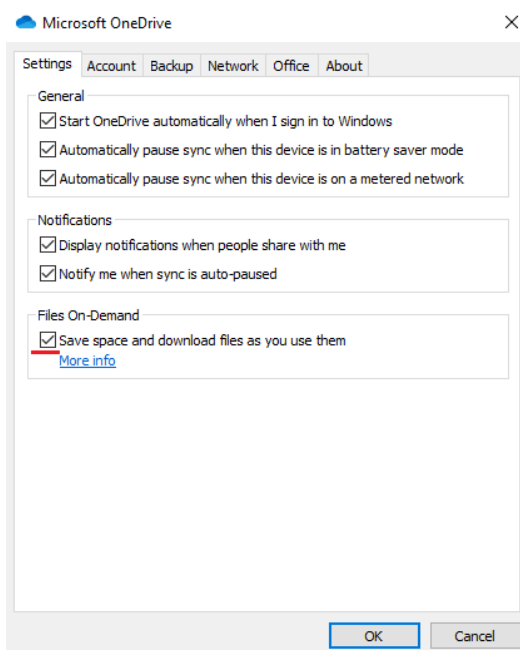 Microsoft OneDrive
Settings Account Backup Network Office About
General
Start OneDrive automatically when I sign in to Windows
Automatically pause sync when this device is in battery saver mode
Automatically pause sync when this device is on a metered network
Notifications
Display notifications when people share with me
Notify me when sync is auto-paused
Files On-Demand
Save space and download files as you use them
More info
OK Cancel